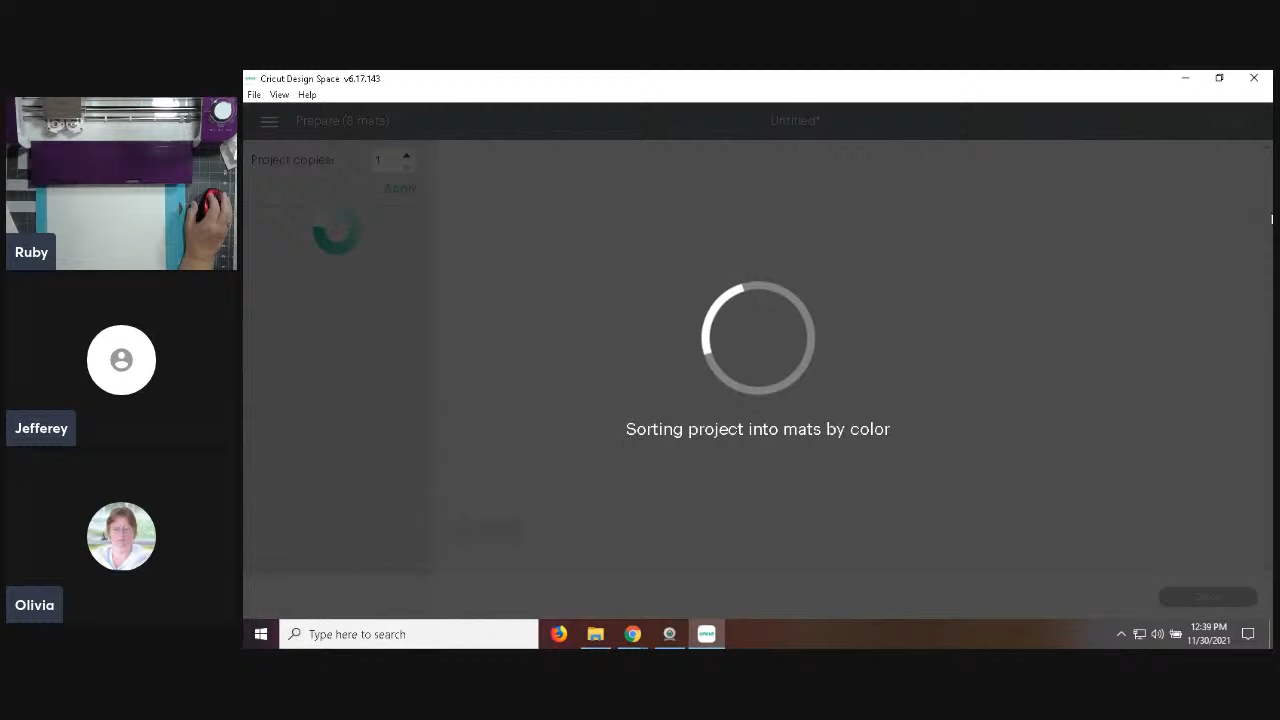 Cricut Design Space v6.17.143
File View Help
Prepare (8 mats)
Untitled*
Project copies: 1
Apply
Ruby
Sorting project into mats by color
Jefferey
Olivia
Type here to search
cricut
12:39 PM
11/30/2021